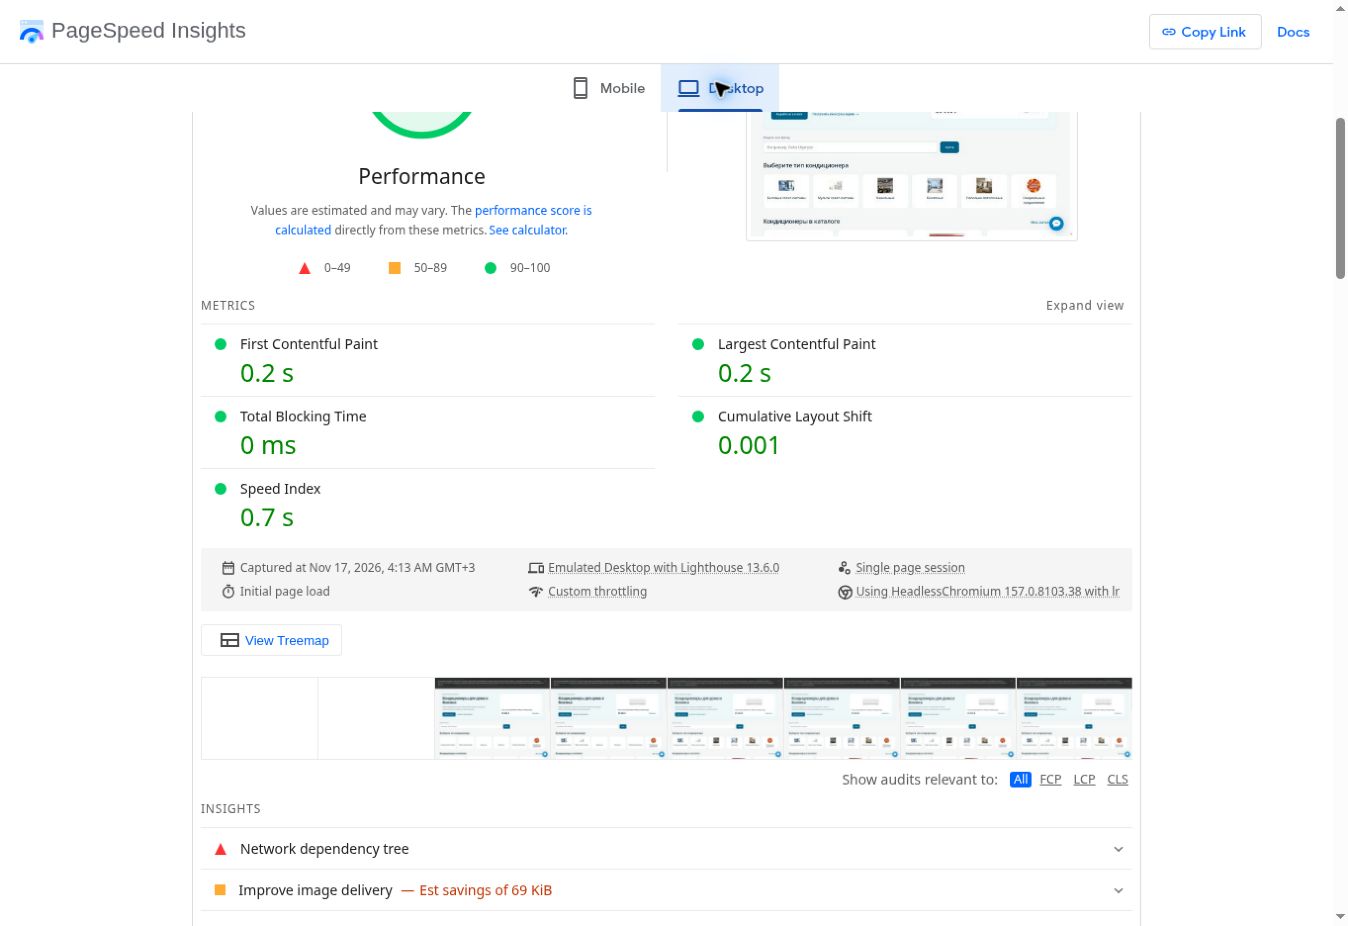 PageSpeed Insights
Copy Link
Docs
Mobile
Desktop
Performance
Values are estimated and may vary. The performance score is
calculated directly from these metrics. See calculator.
0–49
50–89
90–100
Выберите тип кондиционера
Кондиционеры в каталоге
METRICS
Expand view
First Contentful Paint
0.2 s
Largest Contentful Paint
0.2 s
Total Blocking Time
0 ms
Cumulative Layout Shift
0.001
Speed Index
0.7 s
Captured at Nov 17, 2026, 4:13 AM GMT+3
Emulated Desktop with Lighthouse 13.6.0
Single page session
Initial page load
Custom throttling
Using HeadlessChromium 157.0.8103.38 with lr
View Treemap
Show audits relevant to: All FCP LCP CLS
INSIGHTS
Network dependency tree
Improve image delivery — Est savings of 69 KiB